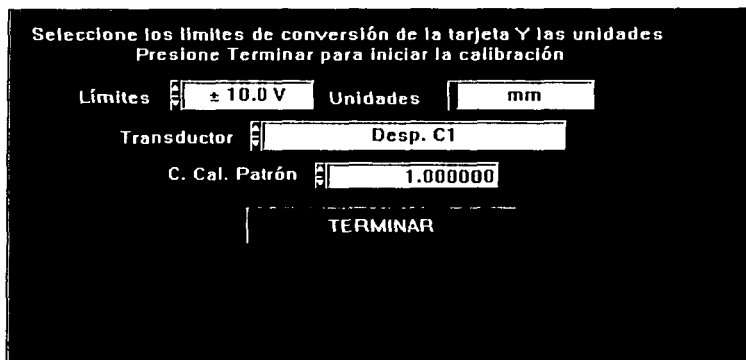 Seleccione los límites de conversión de la tarjeta Y las unidades
Presione Terminar para iniciar la calibración
Límites ± 10.0 V Unidades mm
Transductor Desp. C1
C. Cal. Patrón 1.000000
TERMINAR